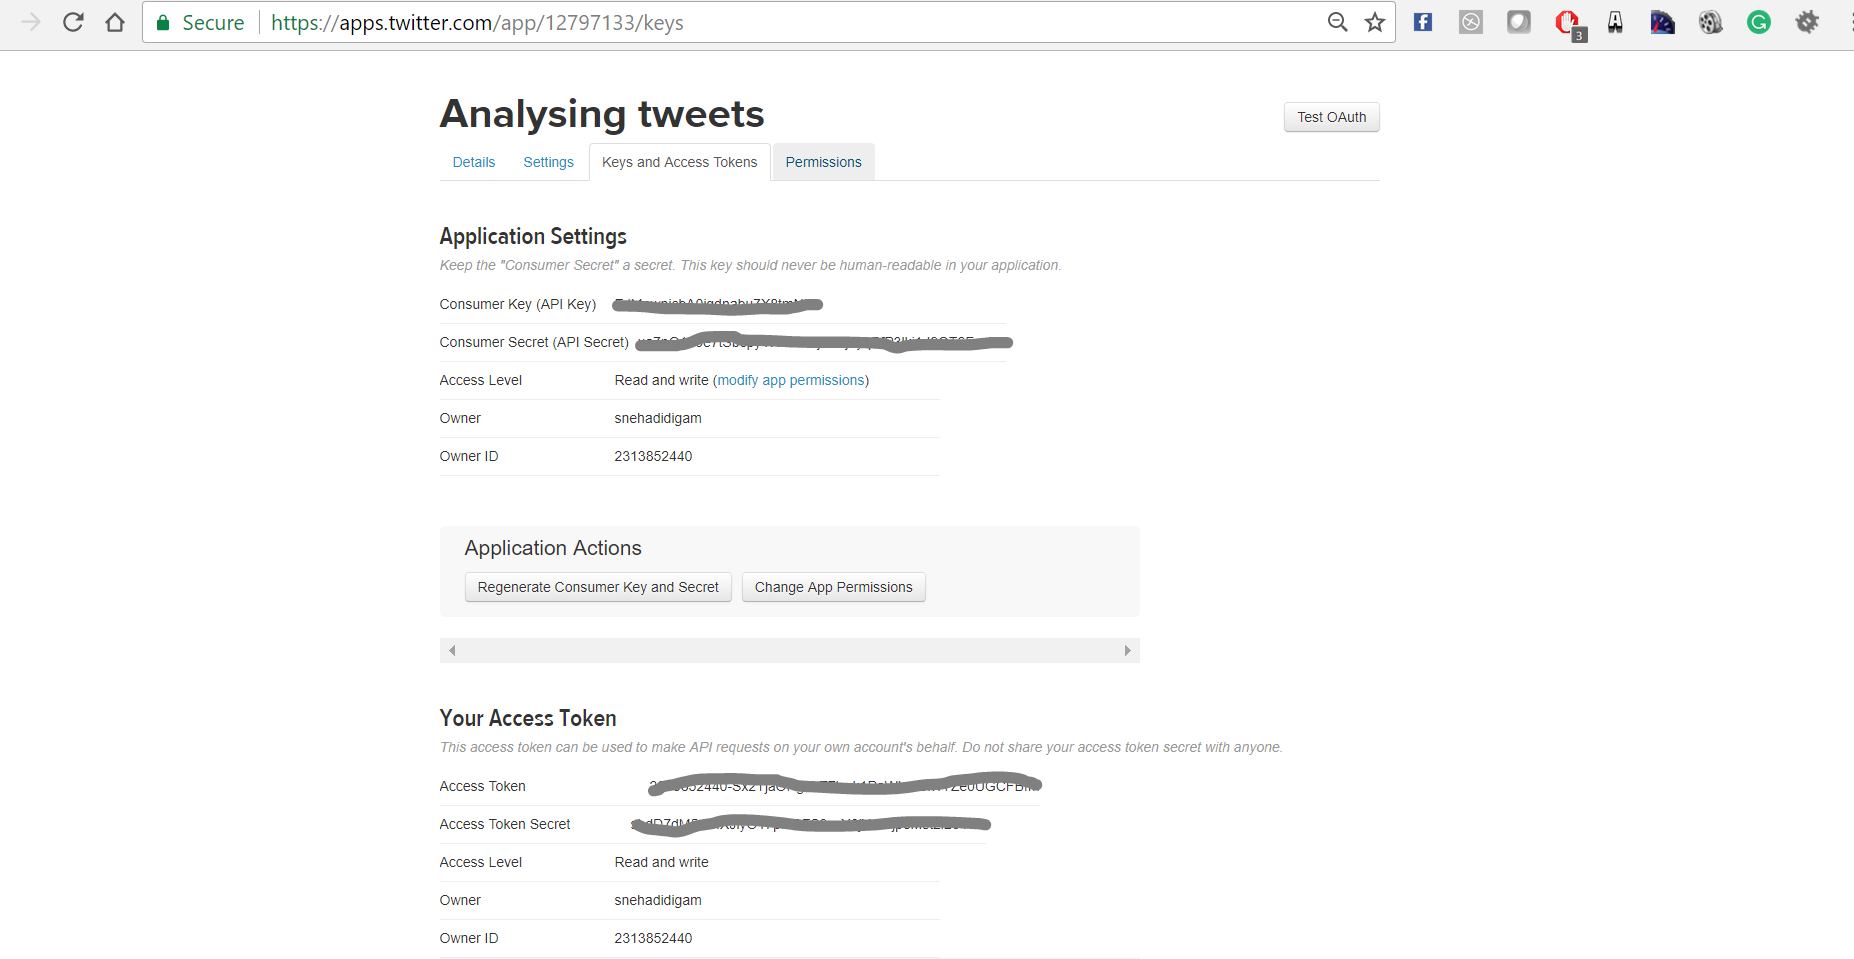 Secure https://apps.twitter.com/app/12797133/keys
3
Analysing tweets
Test OAuth
Details Settings Keys and Access Tokens Permissions
Application Settings
Keep the "Consumer Secret" a secret. This key should never be human-readable in your application.
Consumer Key (API Key)
Consumer Secret (API Secret)
Access Level Read and write (modify app permissions)
Owner snehadidigam
Owner ID 2313852440
Application Actions
Regenerate Consumer Key and Secret Change App Permissions
Your Access Token
This access token can be used to make API requests on your own account's behalf. Do not share your access token secret with anyone.
Access Token
Access Token Secret
Access Level Read and write
Owner snehadidigam
Owner ID 2313852440